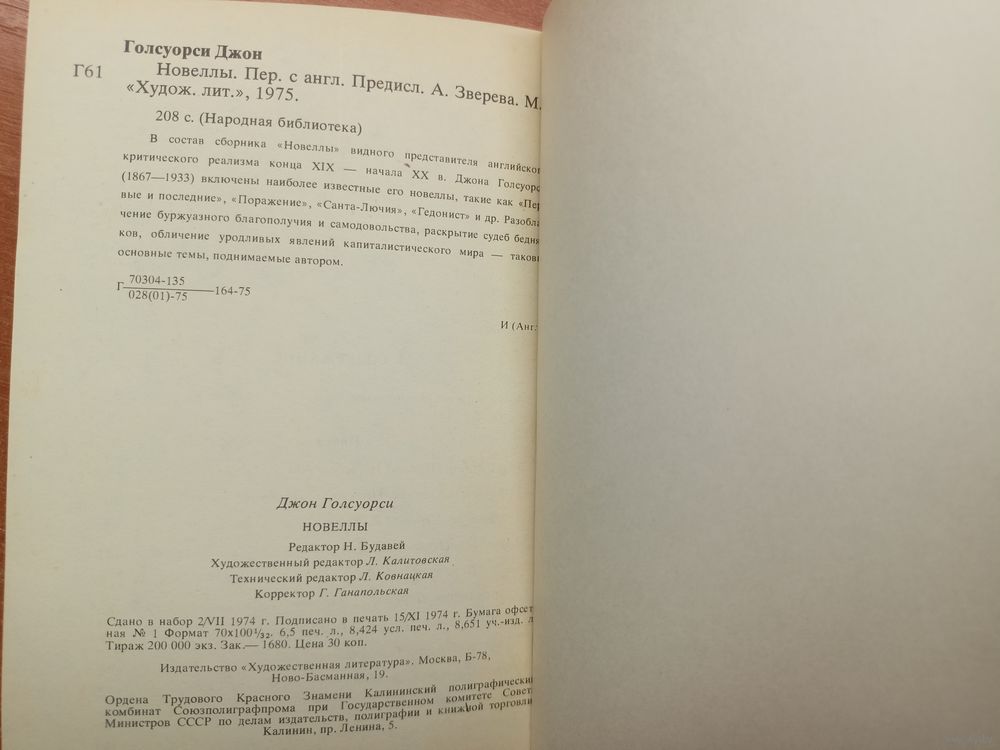 Голсуорси Джон
Г61
Новеллы. Пер. с англ. Предисл. А. Зверева. М.
«Худож. лит.», 1975.
208 с. (Народная библиотека)
В состав сборника «Новеллы» видного представителя английског
критического реализма конца XIX — начала XX в. Джона Голсуорс
(1867—1933) включены наиболее известные его новеллы, такие как «Пер
вые и последние», «Поражение», «Санта-Лючия», «Гедонист» и др. Разобла
чение буржуазного благополучия и самодовольства, раскрытие судеб бедня
ков, обличение уродливых явлений капиталистического мира — таковы
основные темы, поднимаемые автором.
Г 70304-135
028(01)-75 —164-75
И (Англ
Джон Голсуорси
НОВЕЛЛЫ
Редактор Н. Будавей
Художественный редактор Л. Калитовская
Технический редактор Л. Ковнацкая
Корректор Г. Ганапольская
Сдано в набор 2/VII 1974 г. Подписано в печать 15/XI 1974 г. Бумага офсет
ная № 1 Формат 70х100¹/₃₂. 6,5 печ. л., 8,424 усл. печ. л., 8,651 уч.-изд. л
Тираж 200 000 экз. Зак.— 1680. Цена 30 коп.
Издательство «Художественная литература». Москва, Б-78,
Ново-Басманная, 19.
Ордена Трудового Красного Знамени Калининский полиграфический
комбинат Союзполиграфпрома при Государственном комитете Совета
Министров СССР по делам издательств, полиграфии и книжной торговли
Калинин, пр. Ленина, 5.